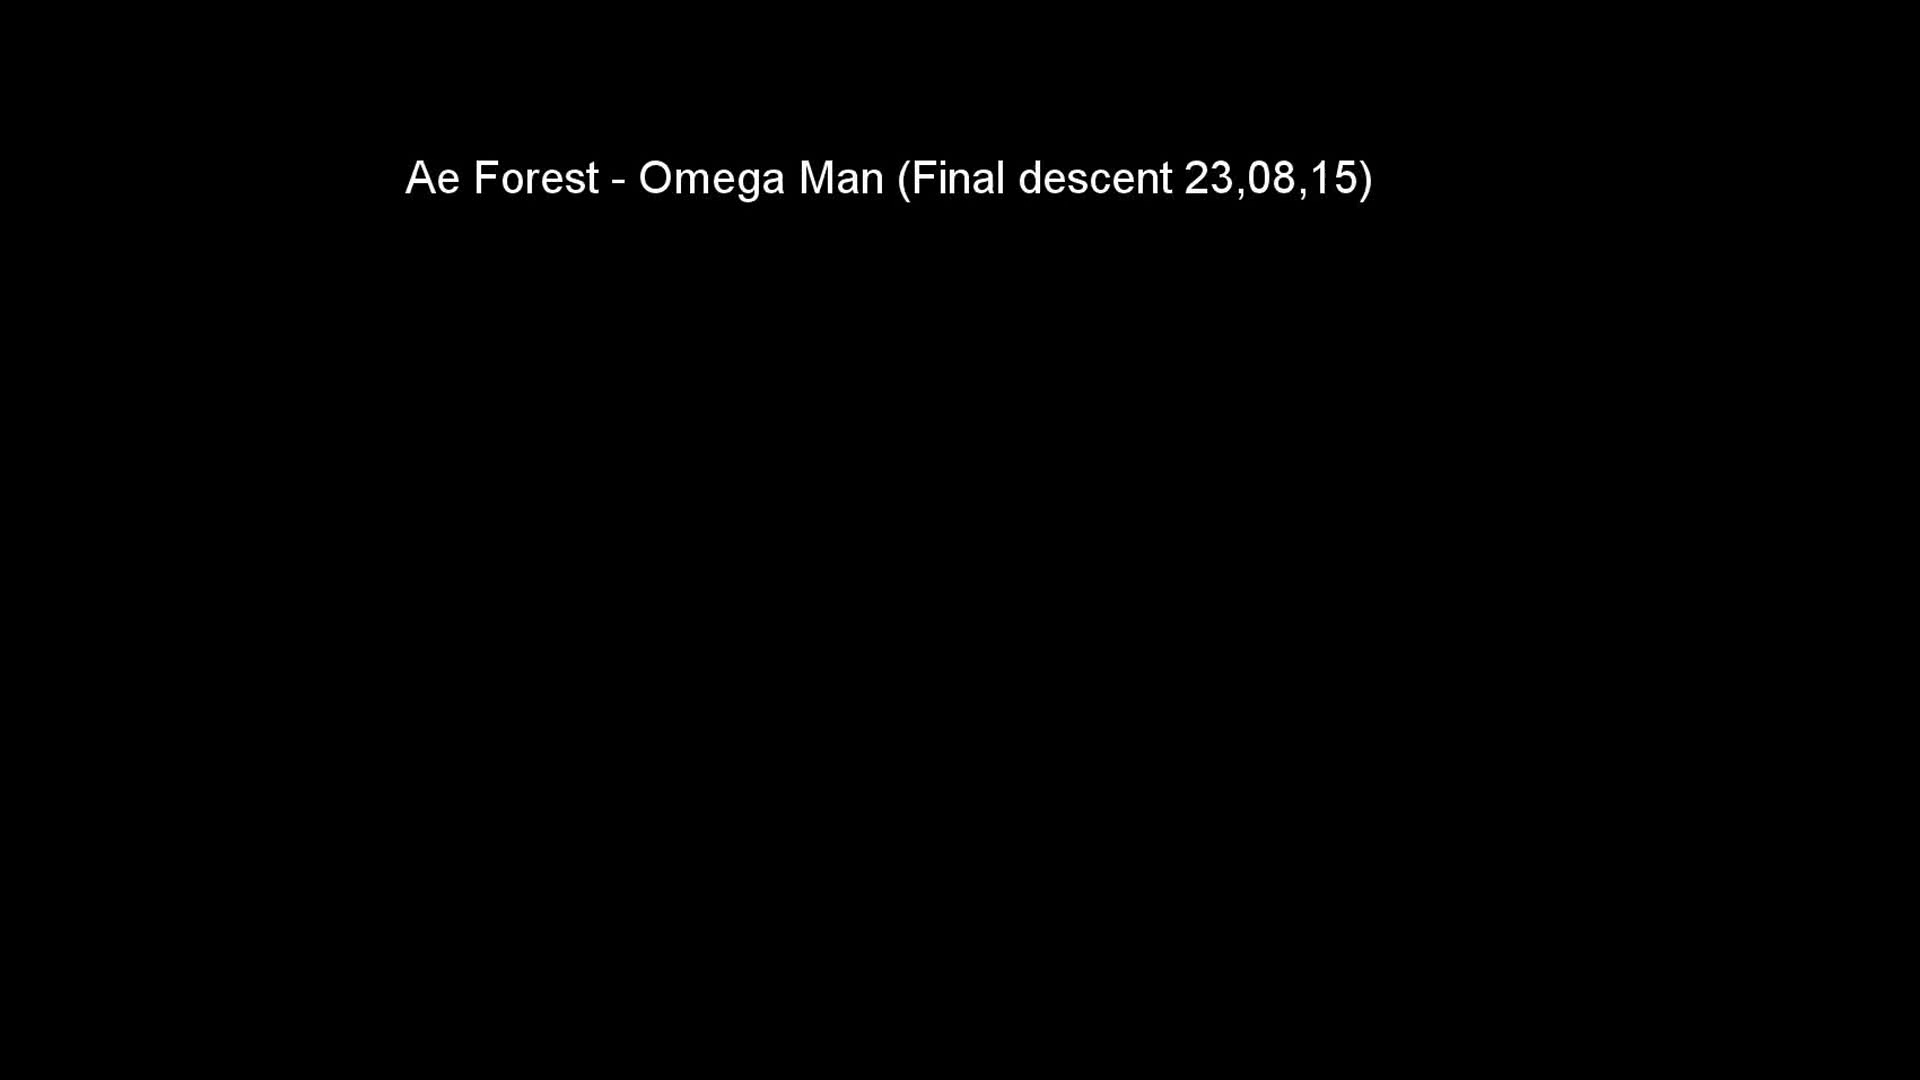 Ae Forest - Omega Man (Final descent 23,08,15)